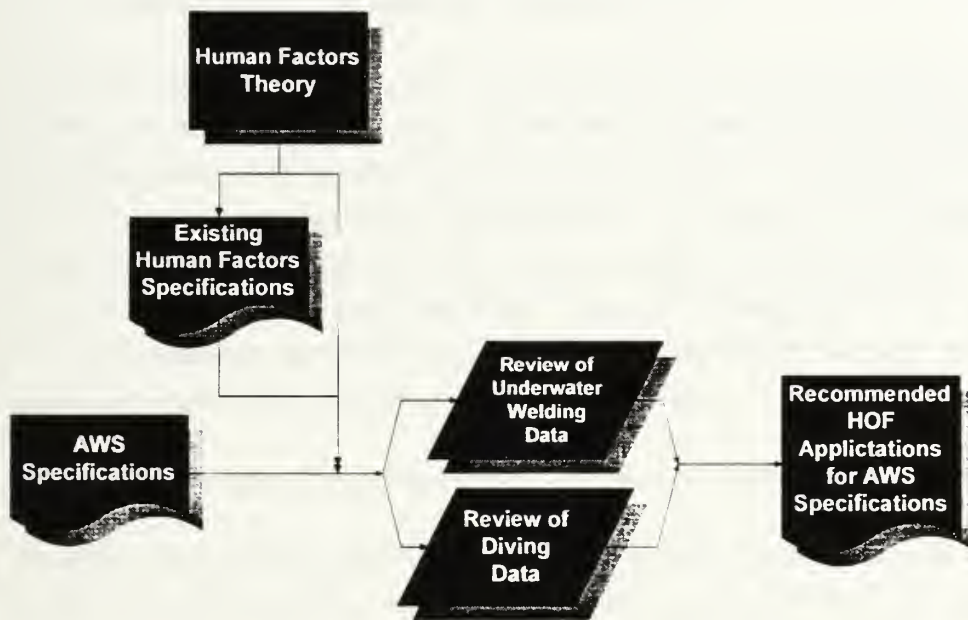 Human Factors
Theory
Existing
Human Factors
Specifications
AWS
Specifications
Review of
Underwater
Welding
Data
Review of
Diving
Data
Recommended
HOF
Applictations
for AWS
Specifications